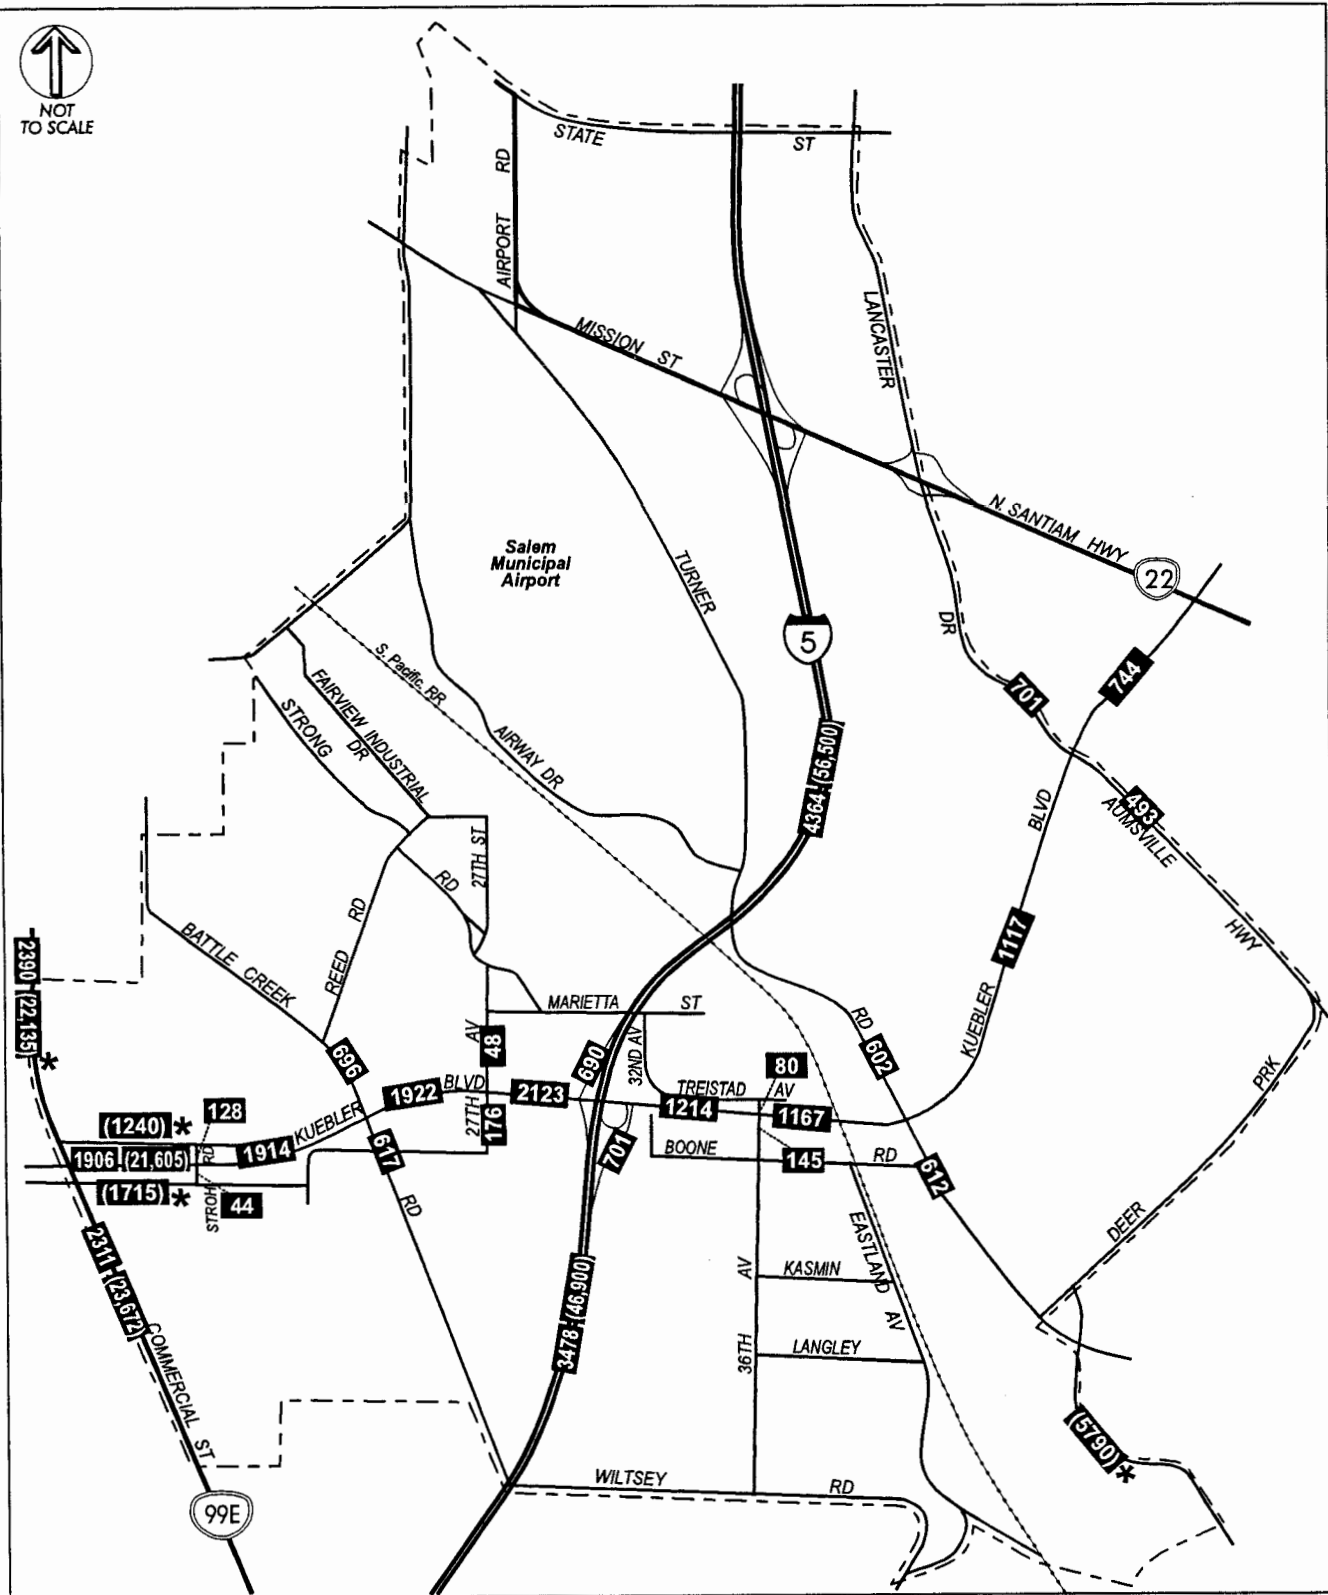 NOT
TO SCALE
STATE
ST
AIRPORT RD
MISSION ST
LANCASTER
DR
N. SANTIAM HWY
22
Salem
Municipal
Airport
TURNER
5
S. Pacific RR
FAIRVIEW INDUSTRIAL
DR
STRONG
RD
AIRWAY DR
701
744
4364 (56,500)
493
AUMSVILLE
HWY
BLVD
27TH ST
1117
KUEBLER
BATTLE CREEK
REED RD
2390 (22,135)*
MARIETTA ST
RD
602
AV
48
696
690
32ND AV
80
TREISTAD AV
PRK
1922
BLVD
2123
1214
1167
(1240)*
128
KUEBLER
27TH
176
1906 (21,605)
RD
1914
617
701
BOONE RD
145
612
(1715)*
STROH
44
RD
DEER
2311 (23,672)
EASTLAND AV
3478 (46,900)
AV
KASMIN
36TH
LANGLEY
COMMERCIAL ST
(5790)*
WILTSEY RD
99E